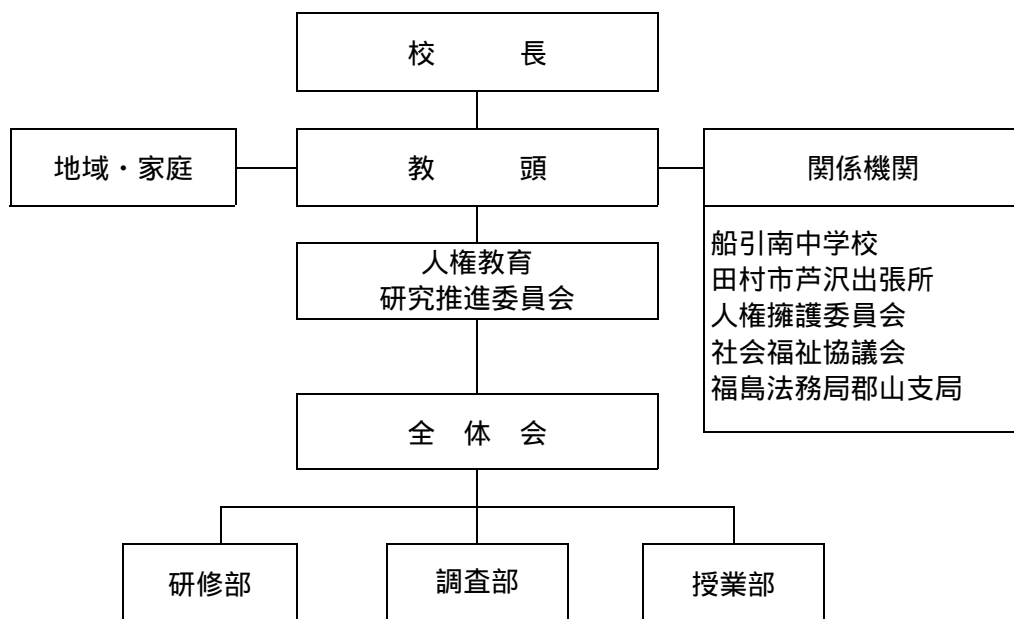 校　　　長
地域・家庭
教　　　頭
関係機関
船引南中学校
田村市芦沢出張所
人権擁護委員会
社会福祉協議会
福島法務局郡山支局
人権教育
研究推進委員会
全　体　会
研修部
調査部
授業部